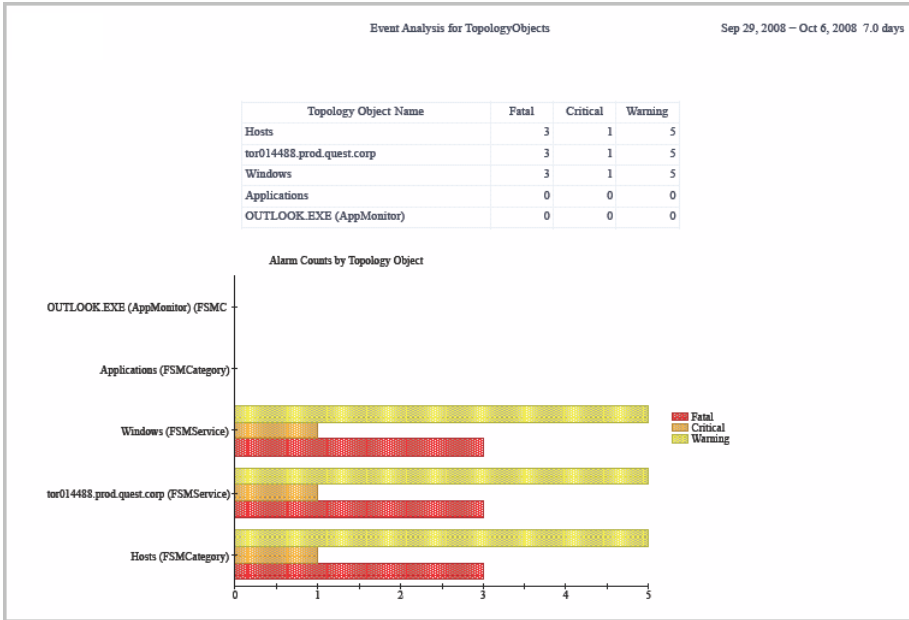 Event Analysis for TopologyObjects
Sep 29, 2008 – Oct 6, 2008 7.0 days
Topology Object Name Fatal Critical Warning
Hosts 3 1 5
tor014488.prod.quest.corp 3 1 5
Windows 3 1 5
Applications 0 0 0
OUTLOOK.EXE (AppMonitor) 0 0 0
Alarm Counts by Topology Object
OUTLOOK.EXE (AppMonitor) (FSMC
Applications (FSMCategory)
Windows (FSMService)
tor014488.prod.quest.corp (FSMService)
Hosts (FSMCategory)
0 1 2 3 4 5
Fatal
Critical
Warning